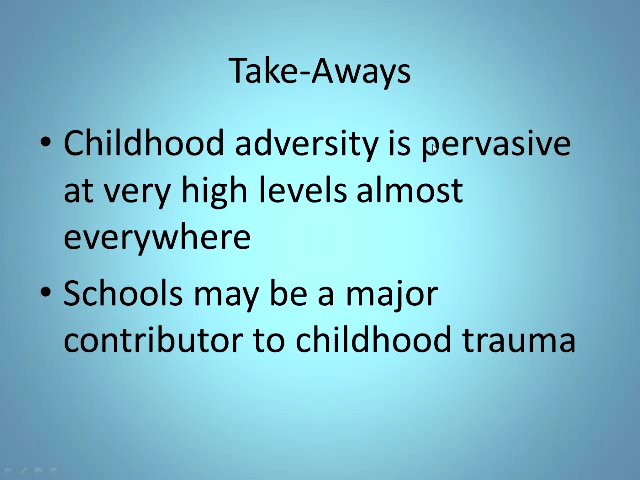 Take-Aways
• Childhood adversity is pervasive
at very high levels almost
everywhere
• Schools may be a major
contributor to childhood trauma